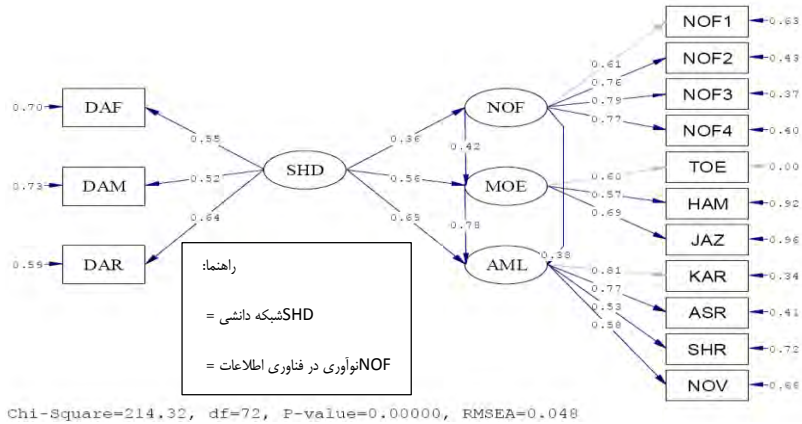 NOF1 0.63
NOF2 0.43
NOF3 0.37
NOF4 0.40
TOE 0.00
HAM 0.92
JAZ 0.96
KAR 0.34
ASR 0.41
SHR 0.72
NOV 0.66
0.61
0.76
0.79
0.77
0.60
0.57
0.69
0.81
0.77
0.53
0.58
NOF
MOE
AML
0.42
0.78
0.38
0.36
0.56
0.65
SHD
0.55
0.52
0.64
0.70 DAF
0.73 DAM
0.59 DAR
راهنما:
SHDشبکه دانشی =
NOFنوآوری در فناوری اطلاعات =
Chi-Square=214.32, df=72, P-value=0.00000, RMSEA=0.048